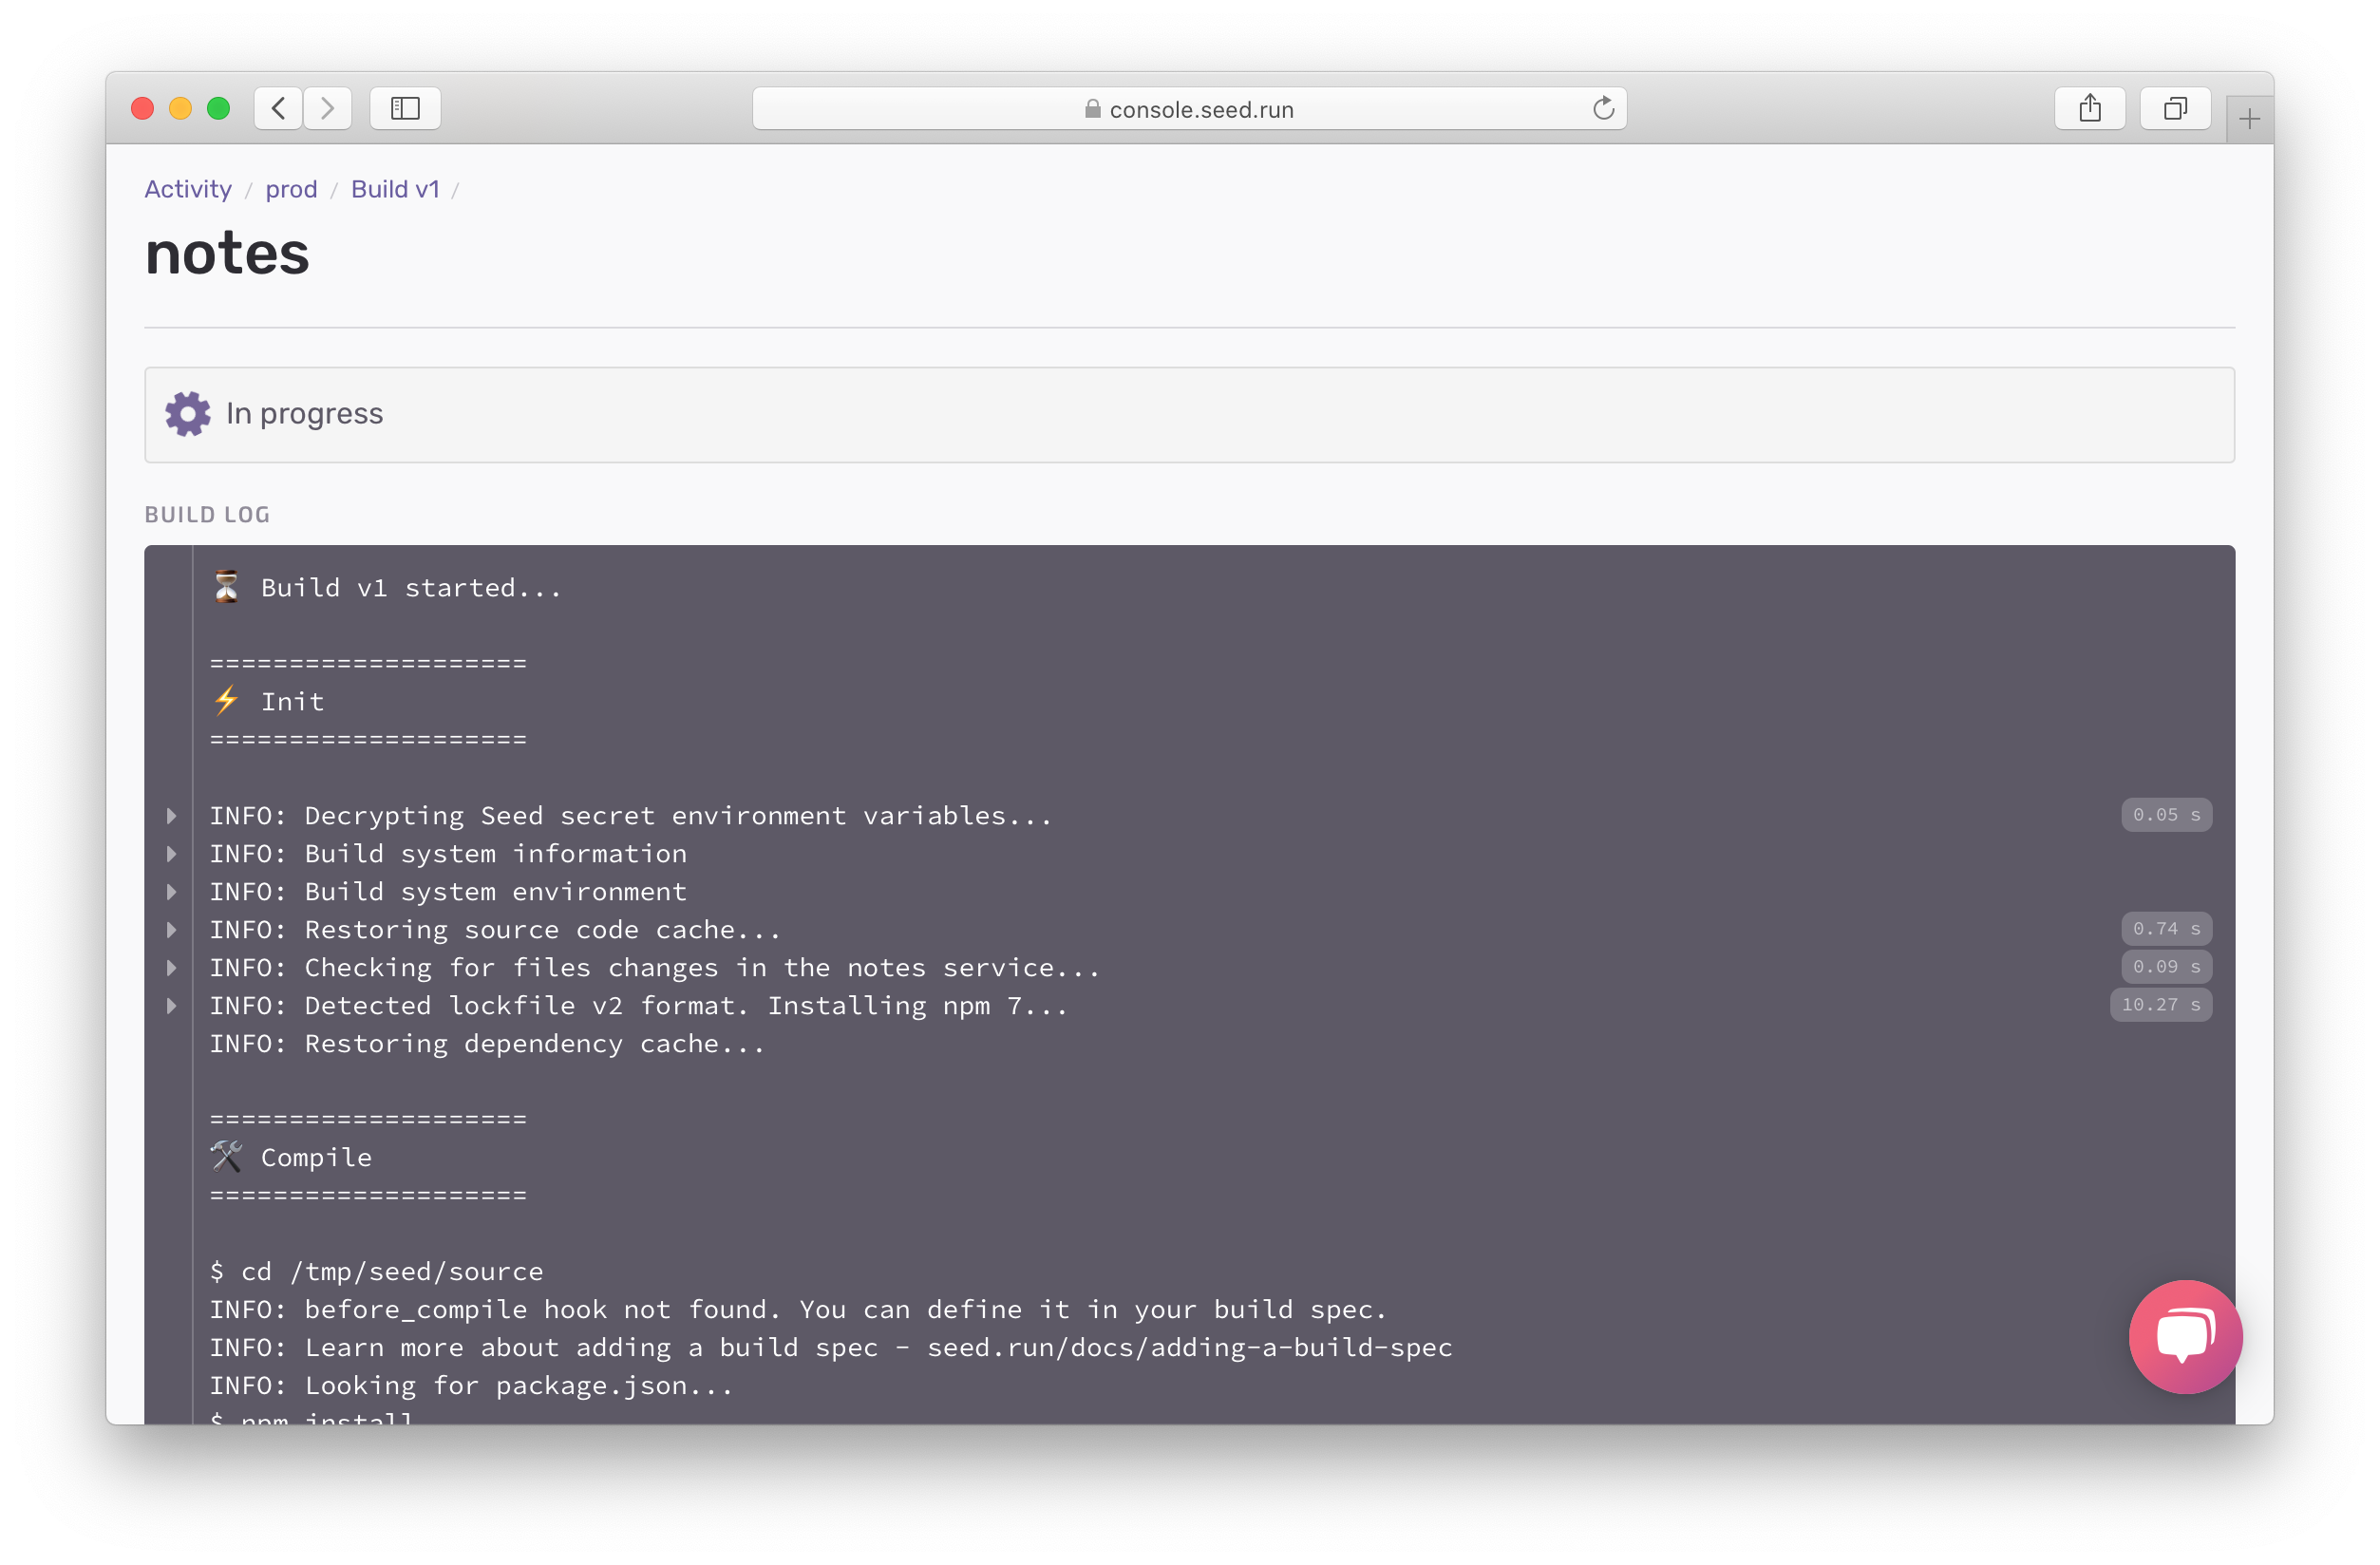 console.seed.run
Activity / prod / Build v1 /
notes
In progress
BUILD LOG
⏳ Build v1 started...
====================
⚡ Init
====================
INFO: Decrypting Seed secret environment variables... 0.05 s
INFO: Build system information
INFO: Build system environment
INFO: Restoring source code cache... 0.74 s
INFO: Checking for files changes in the notes service... 0.09 s
INFO: Detected lockfile v2 format. Installing npm 7... 10.27 s
INFO: Restoring dependency cache...
====================
🛠 Compile
====================
$ cd /tmp/seed/source
INFO: before_compile hook not found. You can define it in your build spec.
INFO: Learn more about adding a build spec - seed.run/docs/adding-a-build-spec
INFO: Looking for package.json...
$ npm install